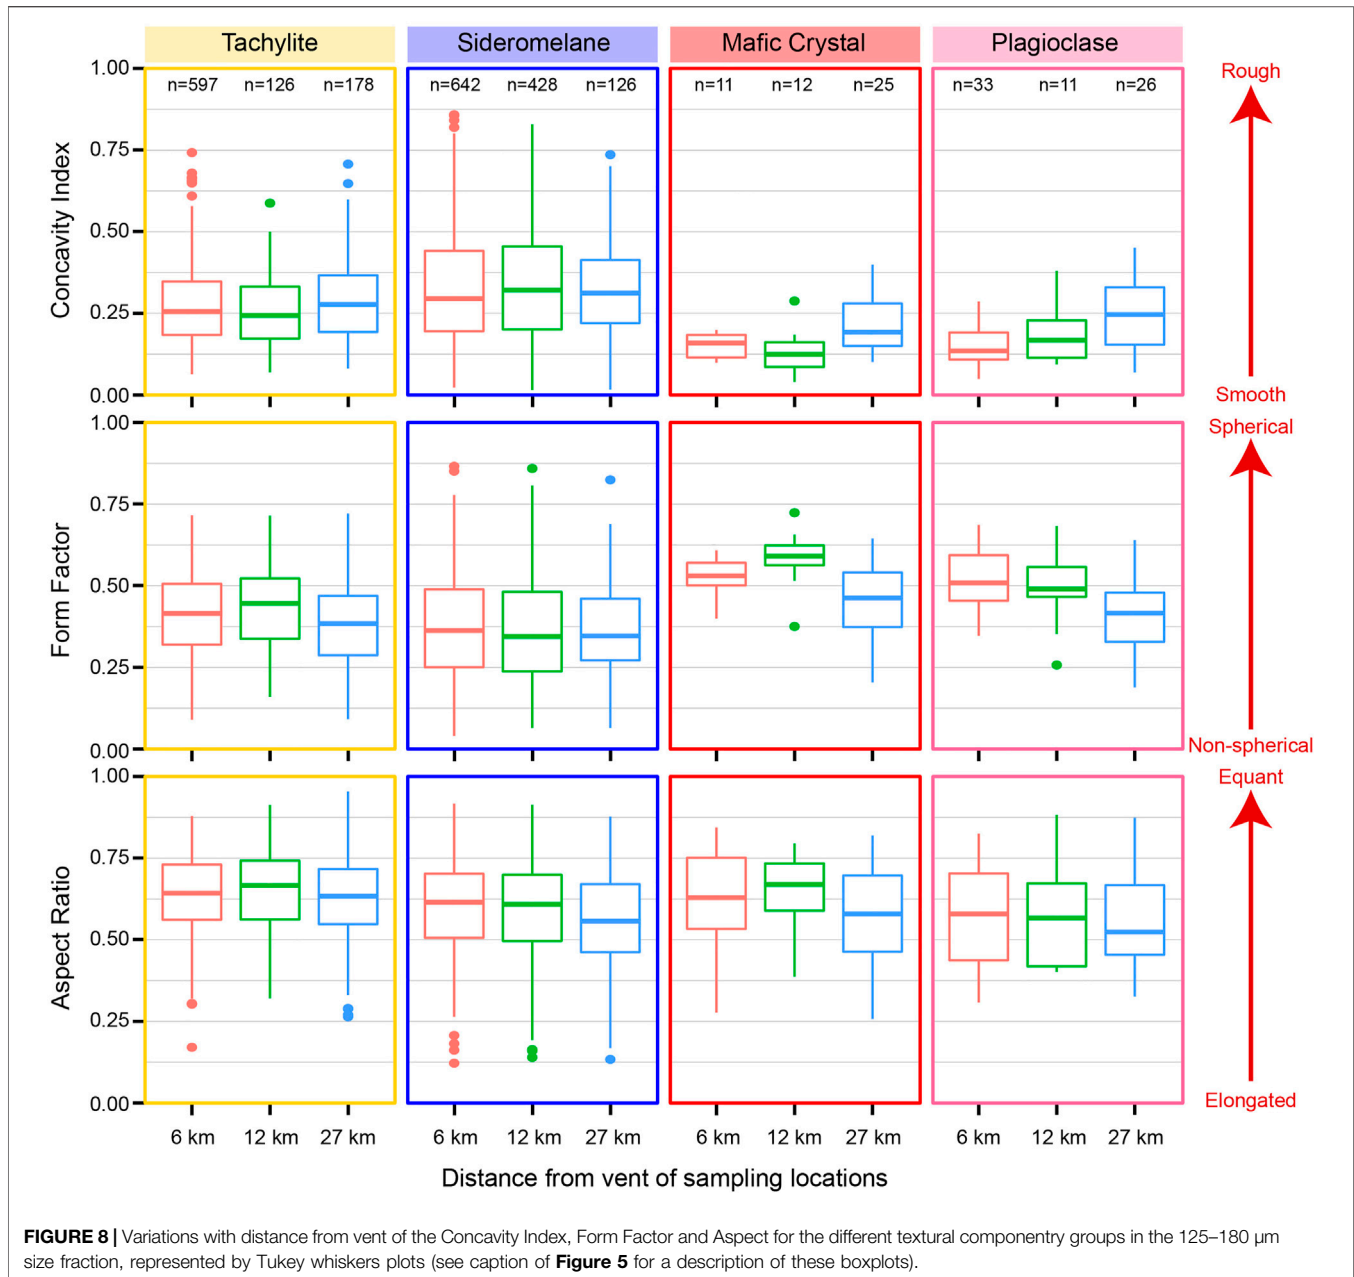 Tachylite Sideromelane Mafic Crystal Plagioclase
1.00 n=597 n=126 n=178 n=642 n=428 n=126 n=11 n=12 n=25 n=33 n=11 n=26 Rough
0.75
0.50
0.25
0.00 Smooth
Concavity Index
1.00 Spherical
0.75
0.50
0.25
0.00 Non-spherical
Form Factor
1.00 Equant
0.75
0.50
0.25
0.00 Elongated
Aspect Ratio
6 km 12 km 27 km 6 km 12 km 27 km 6 km 12 km 27 km 6 km 12 km 27 km
Distance from vent of sampling locations
FIGURE 8 | Variations with distance from vent of the Concavity Index, Form Factor and Aspect for the different textural componentry groups in the 125–180 µm
size fraction, represented by Tukey whiskers plots (see caption of Figure 5 for a description of these boxplots).